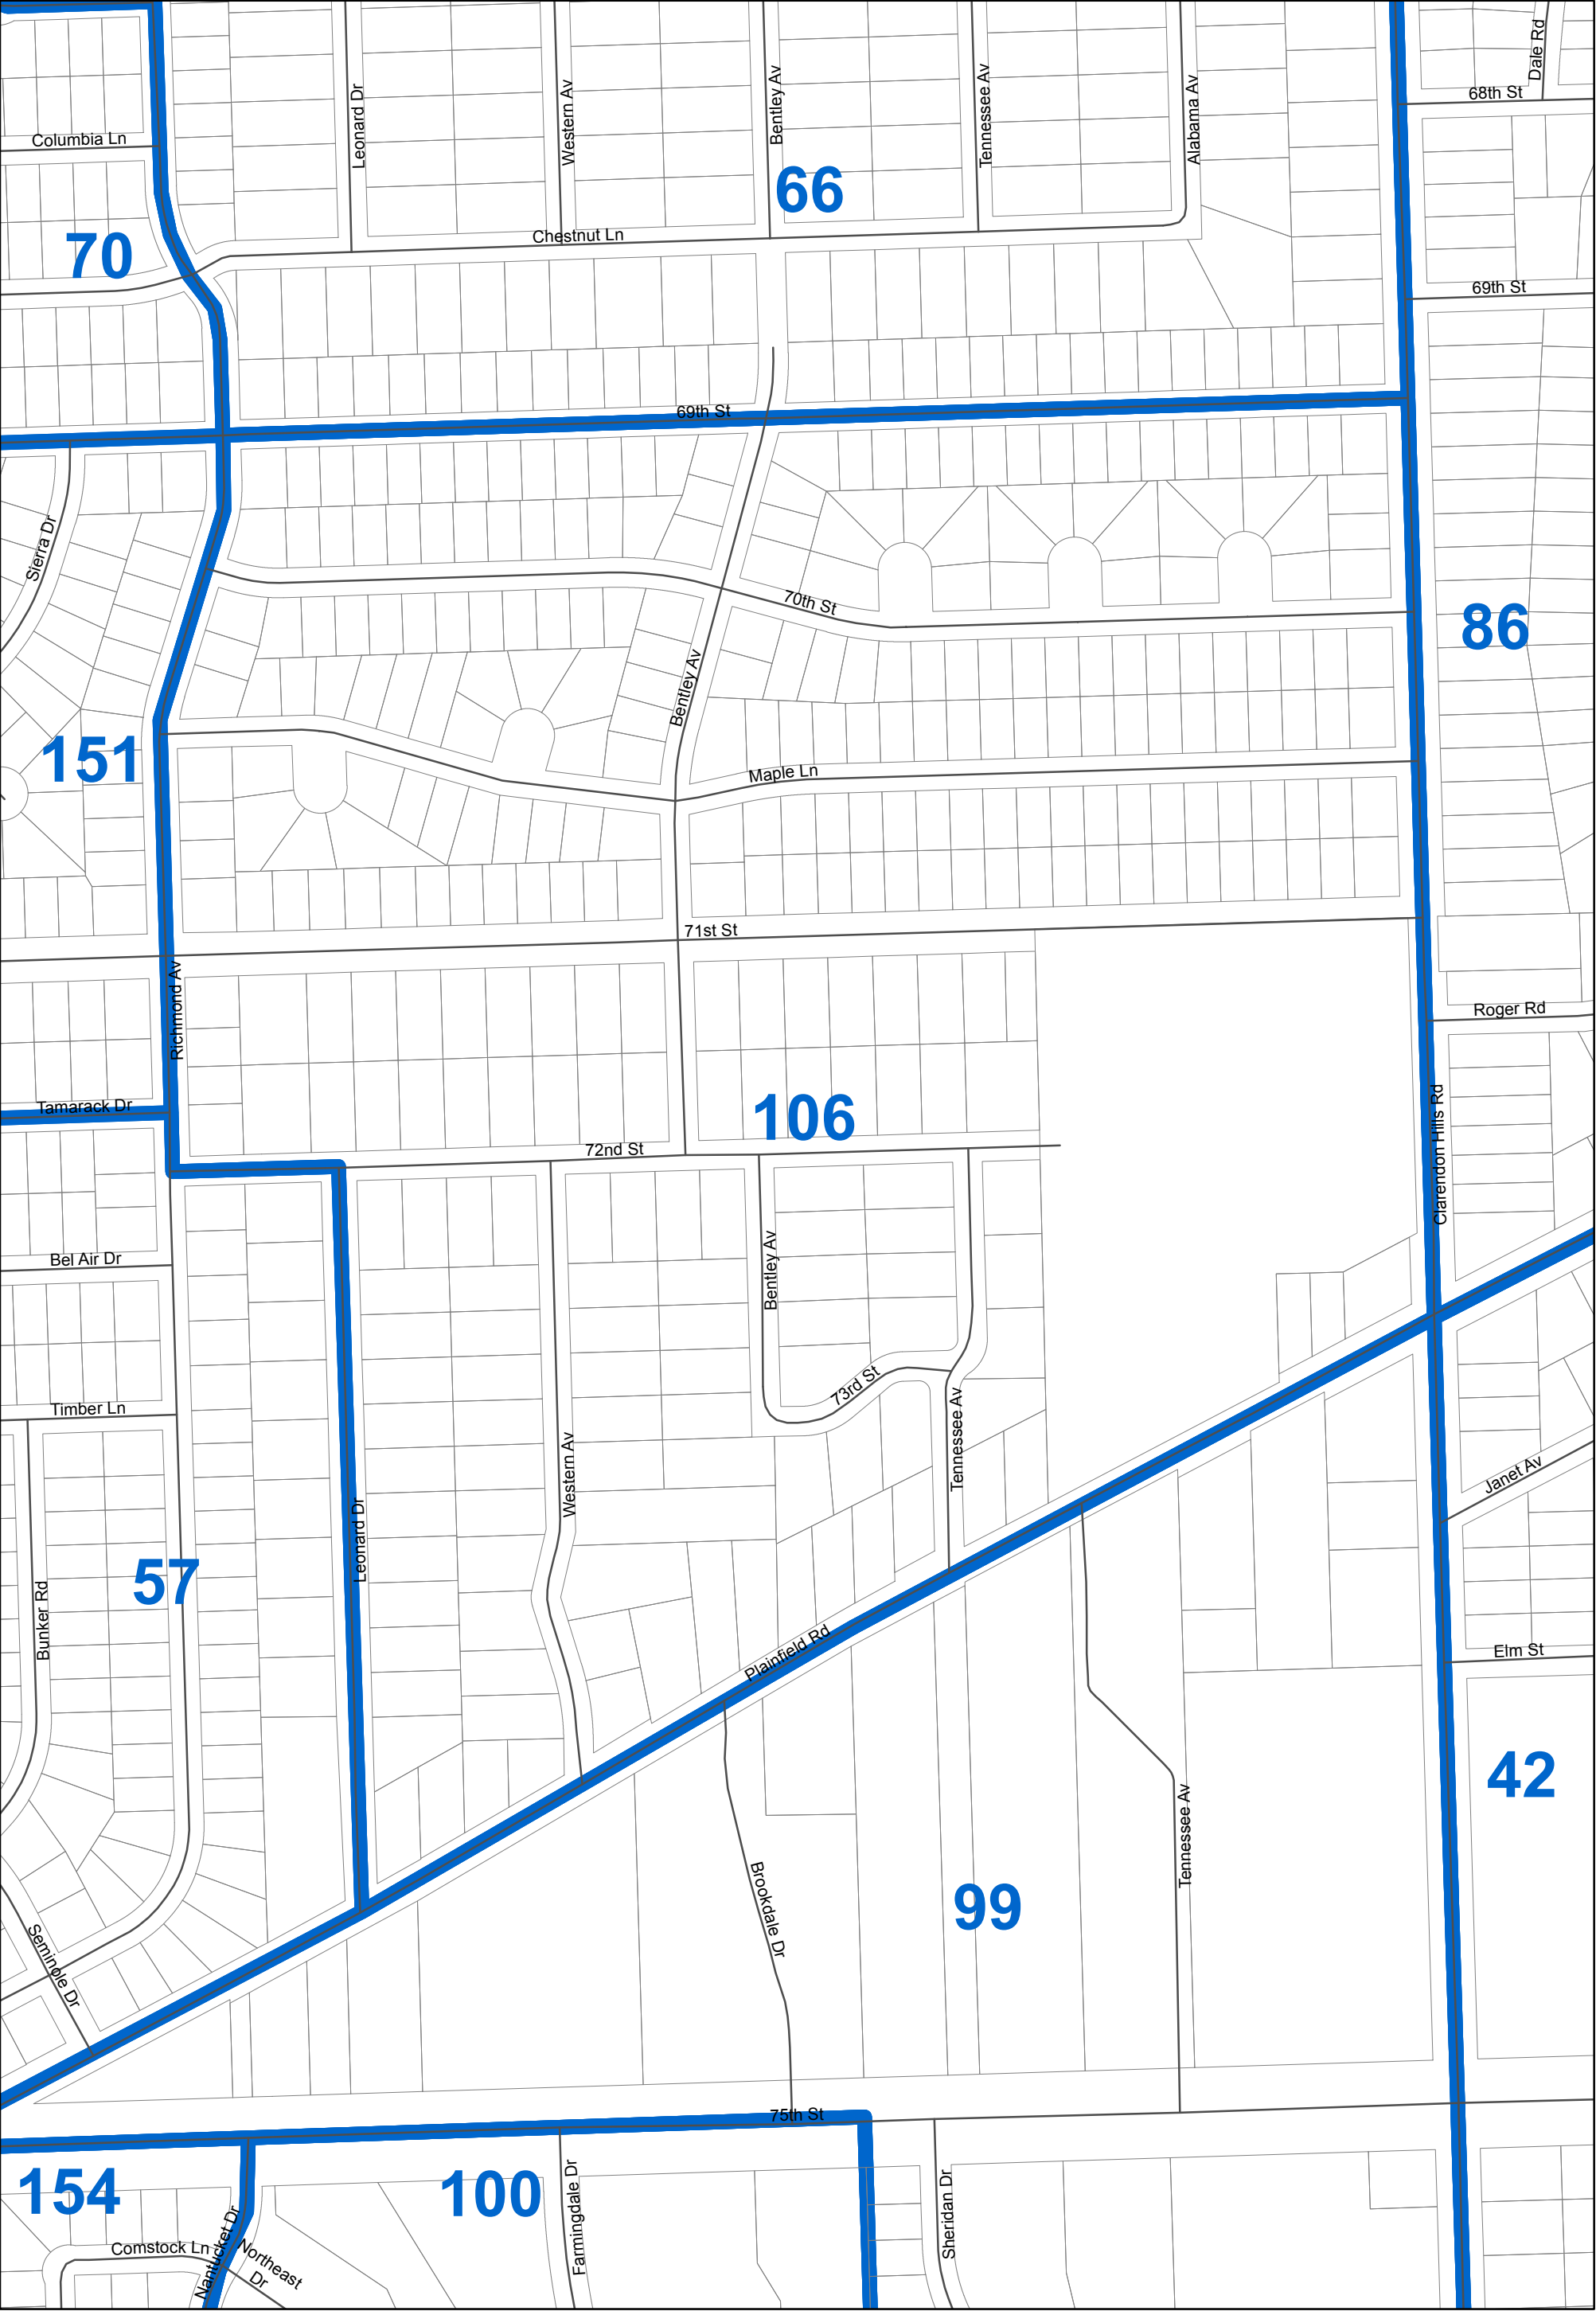 Dale Rd
68th St
Leonard Dr
Western Av
Bentley Av
Tennessee Av
Alabama Av
Columbia Ln
66
Chestnut Ln
70
69th St
69th St
Sierra Dr
70th St
86
Bentley Av
151
Maple Ln
71st St
Richmond Av
Roger Rd
Tamarack Dr
106
Clarendon Hills Rd
72nd St
Bel Air Dr
Bentley Av
73rd St
Timber Ln
Tennessee Av
Western Av
Janet Av
Leonard Dr
57
Bunker Rd
Plainfield Rd
Elm St
42
Tennessee Av
Brookdale Dr
99
Seminole Dr
75th St
154
100
Farmingdale Dr
Sheridan Dr
Nantucket Dr
Comstock Ln
Northeast
Dr